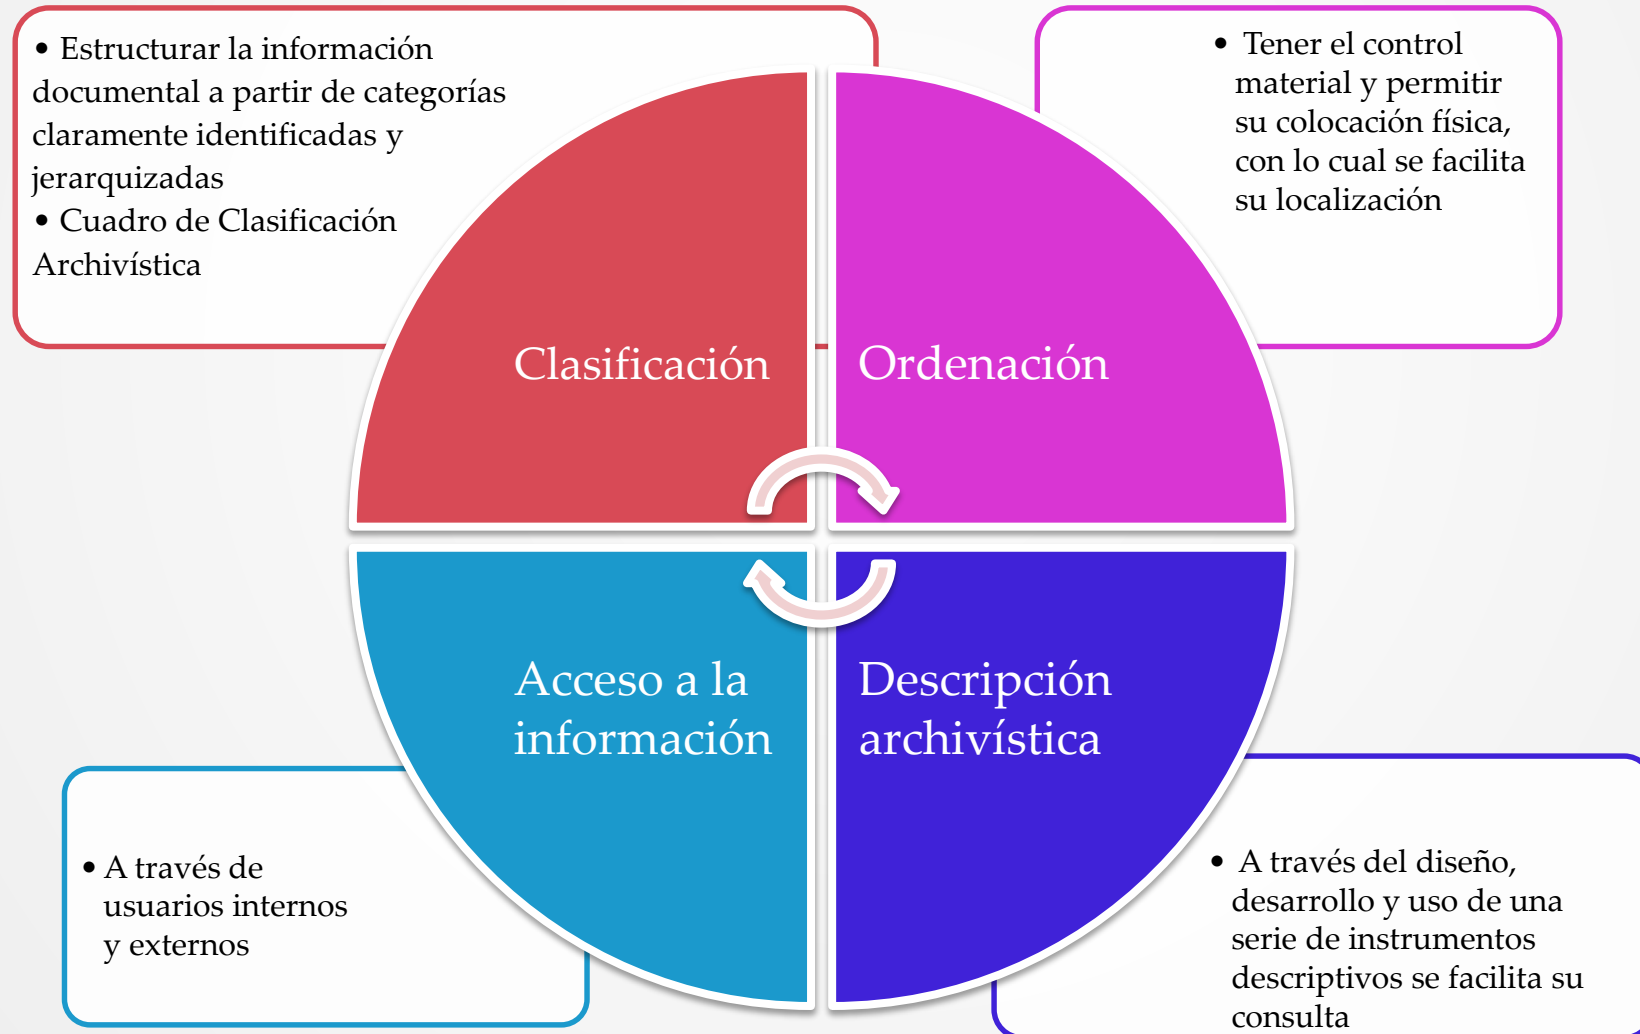 • Estructurar la información
documental a partir de categorías
claramente identificadas y
jerarquizadas
• Cuadro de Clasificación
Archivística
• Tener el control
material y permitir
su colocación física,
con lo cual se facilita
su localización
Clasificación
Ordenación
Acceso a la
información
Descripción
archivística
• A través de
usuarios internos
y externos
• A través del diseño,
desarrollo y uso de una
serie de instrumentos
descriptivos se facilita su
consulta